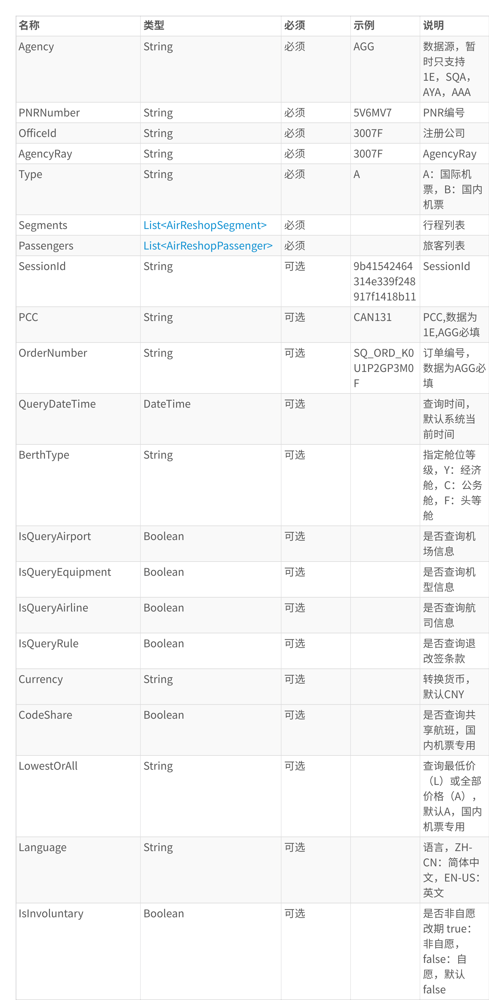 名称 类型 必须 示例 说明
Agency String 必须 AGG 数据源，暂
时只支持
1E，SQA，
AYA，AAA
PNRNumber String 必须 5V6MV7 PNR编号
OfficeId String 必须 3007F 注册公司
AgencyRay String 必须 3007F AgencyRay
Type String 必须 A A：国际机
票，B：国内
机票
Segments List<AirReshopSegment> 必须 行程列表
Passengers List<AirReshopPassenger> 必须 旅客列表
SessionId String 可选 9b41542464 SessionId
314e339f248
917f1418b11
PCC String 可选 CAN131 PCC,数据为
1E,AGG必填
OrderNumber String 可选 SQ_ORD_K0 订单编号，
U1P2GP3M0 数据为AGG必
F 填
QueryDateTime DateTime 可选 查询时间，
默认系统当
前时间
BerthType String 可选 指定舱位等
级，Y：经济
舱，C：公务
舱，F：头等
舱
IsQueryAirport Boolean 可选 是否查询机
场信息
IsQueryEquipment Boolean 可选 是否查询机
型信息
IsQueryAirline Boolean 可选 是否查询航
司信息
IsQueryRule Boolean 可选 是否查询退
改签条款
Currency String 可选 转换货币，
默认CNY
CodeShare Boolean 可选 是否查询共
享航班，国
内机票专用
LowestOrAll String 可选 查询最低价
（L）或全部
价格（A），
默认A，国内
机票专用
Language String 可选 语言，ZH-
CN：简体中
文，EN-US：
英文
IsInvoluntary Boolean 可选 是否非自愿
改期 true：
非自愿，
false：自
愿，默认
false